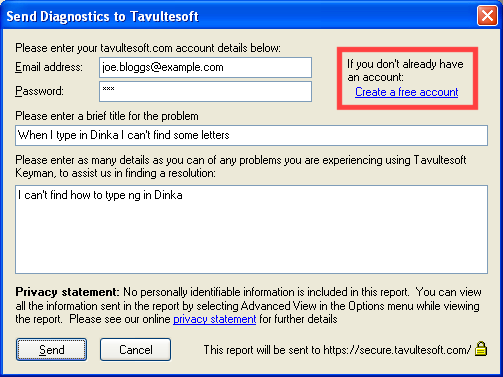 Send Diagnostics to Tavultesoft
Please enter your tavultesoft.com account details below:
Email address: joe.bloggs@example.com
Password: ***
If you don't already have
an account:
Create a free account
Please enter a brief title for the problem
When I type in Dinka I can't find some letters
Please enter as many details as you can of any problems you are experiencing using Tavultesoft
Keyman, to assist us in finding a resolution:
I can't find how to type ng in Dinka
Privacy statement: No personally identifiable information is included in this report. You can view
all the information sent in the report by selecting Advanced View in the Options menu while viewing
the report. Please see our online privacy statement for further details
Send
Cancel
This report will be sent to https://secure.tavultesoft.com/